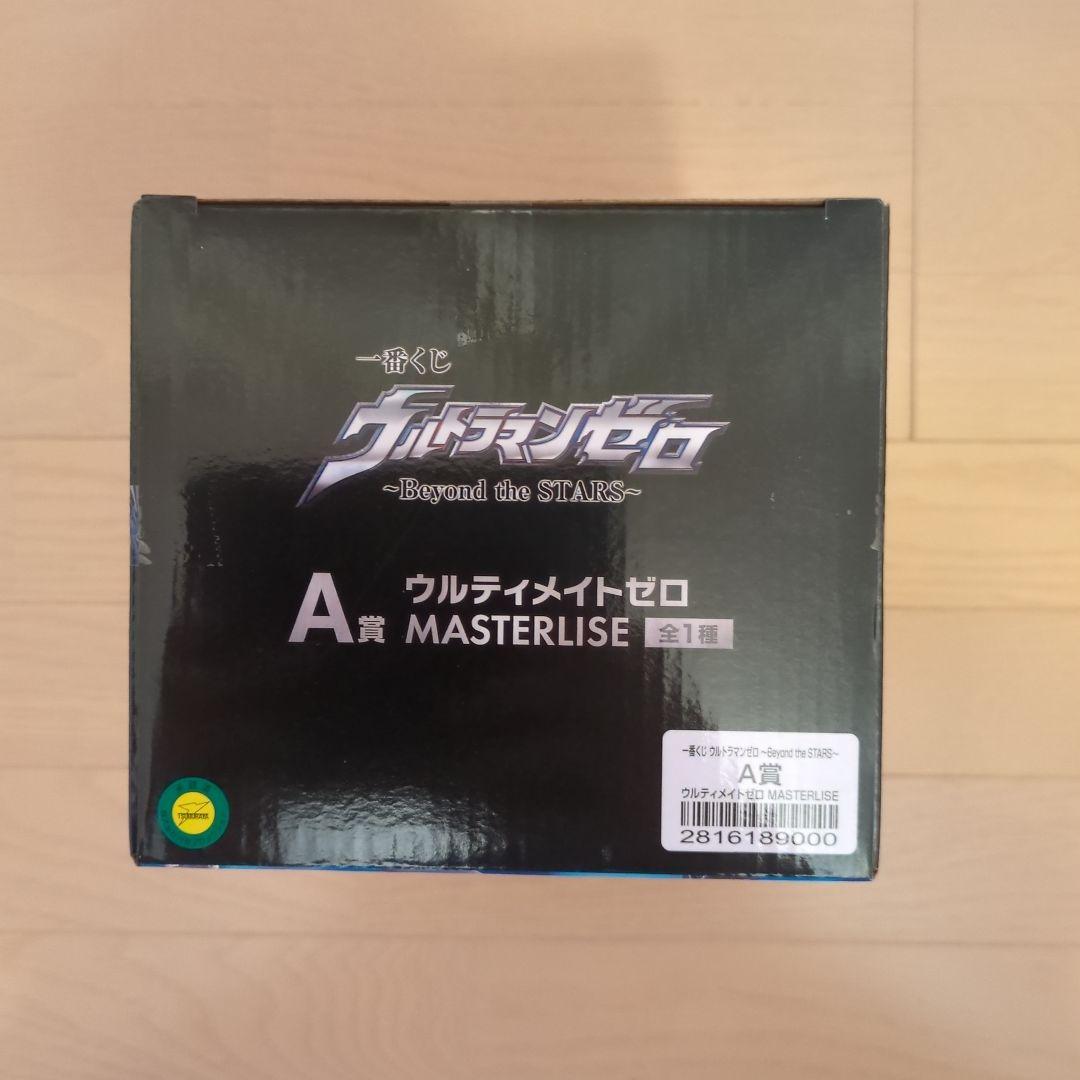 一番くじ
ウルトラマンゼロ
~Beyond the STARS~
A賞
ウルティメイトゼロ
MASTERLISE 全1種
一番くじ ウルトラマンゼロ ~Beyond the STARS~
A賞
ウルティメイトゼロ MASTERLISE
2816189000
TSUBURAYA